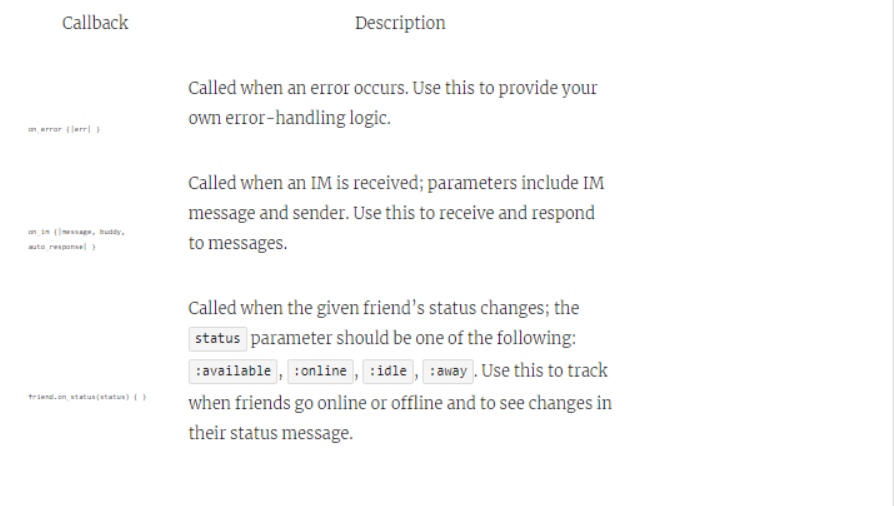 Callback Description
Called when an error occurs. Use this to provide your
own error-handling logic.
on_error {|err| }
Called when an IM is received; parameters include IM
message and sender. Use this to receive and respond
to messages.
on_im {|message, buddy,
auto_response| }
Called when the given friend’s status changes; the
status parameter should be one of the following:
:available, :online, :idle, :away. Use this to track
when friends go online or offline and to see changes in
their status message.
friend.on_status(status) { }